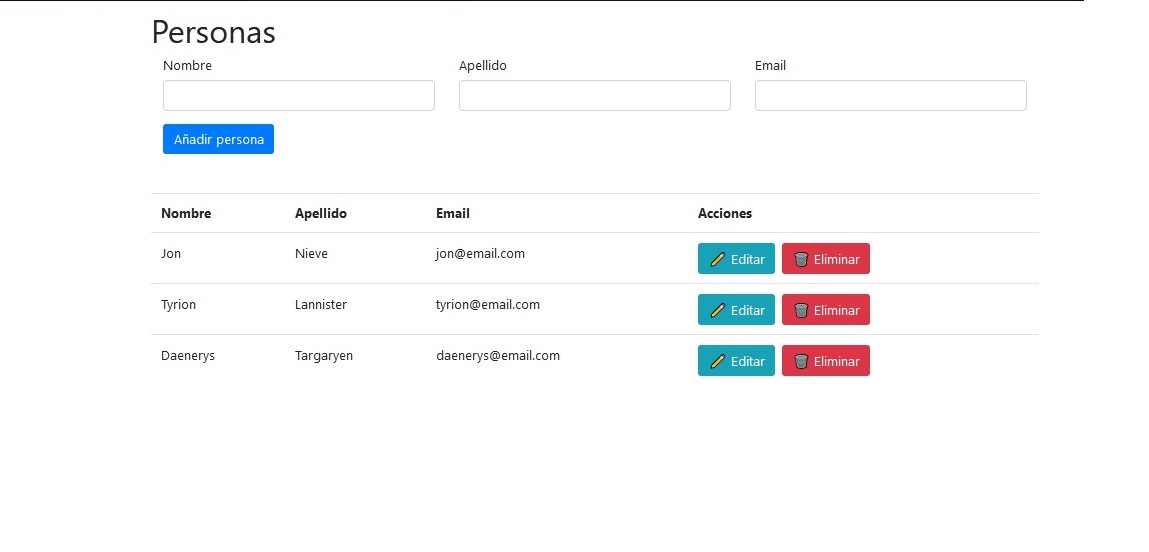 Personas
Nombre Apellido Email
Añadir persona
Nombre Apellido Email Acciones
Jon Nieve jon@email.com Editar Eliminar
Tyrion Lannister tyrion@email.com Editar Eliminar
Daenerys Targaryen daenerys@email.com Editar Eliminar